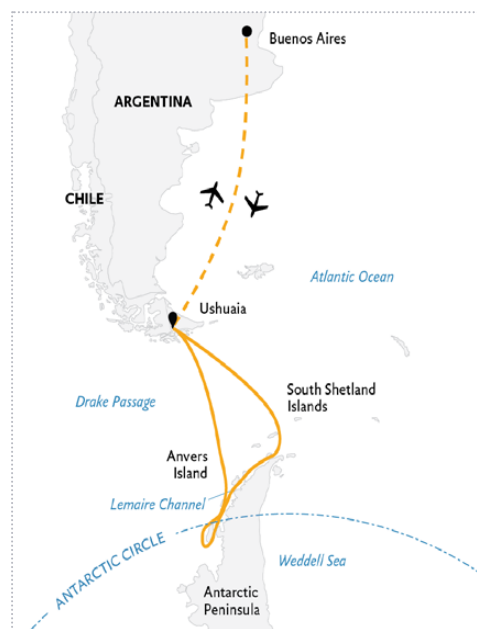 Buenos Aires
ARGENTINA
CHILE
Atlantic Ocean
Ushuaia
South Shetland
Islands
Drake Passage
Anvers
Island
Lemaire Channel
ANTARCTIC CIRCLE
Weddell Sea
Antarctic
Peninsula